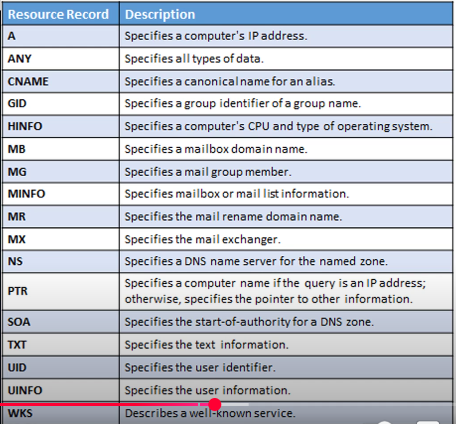 Resource Record Description
A Specifies a computer's IP address.
ANY Specifies all types of data.
CNAME Specifies a canonical name for an alias.
GID Specifies a group identifier of a group name.
HINFO Specifies a computer's CPU and type of operating system.
MB Specifies a mailbox domain name.
MG Specifies a mail group member.
MINFO Specifies mailbox or mail list information.
MR Specifies the mail rename domain name.
MX Specifies the mail exchanger.
NS Specifies a DNS name server for the named zone.
PTR Specifies a computer name if the query is an IP address;
otherwise, specifies the pointer to other information.
SOA Specifies the start-of-authority for a DNS zone.
TXT Specifies the text information.
UID Specifies the user identifier.
UINFO Specifies the user information.
WKS Describes a well-known service.